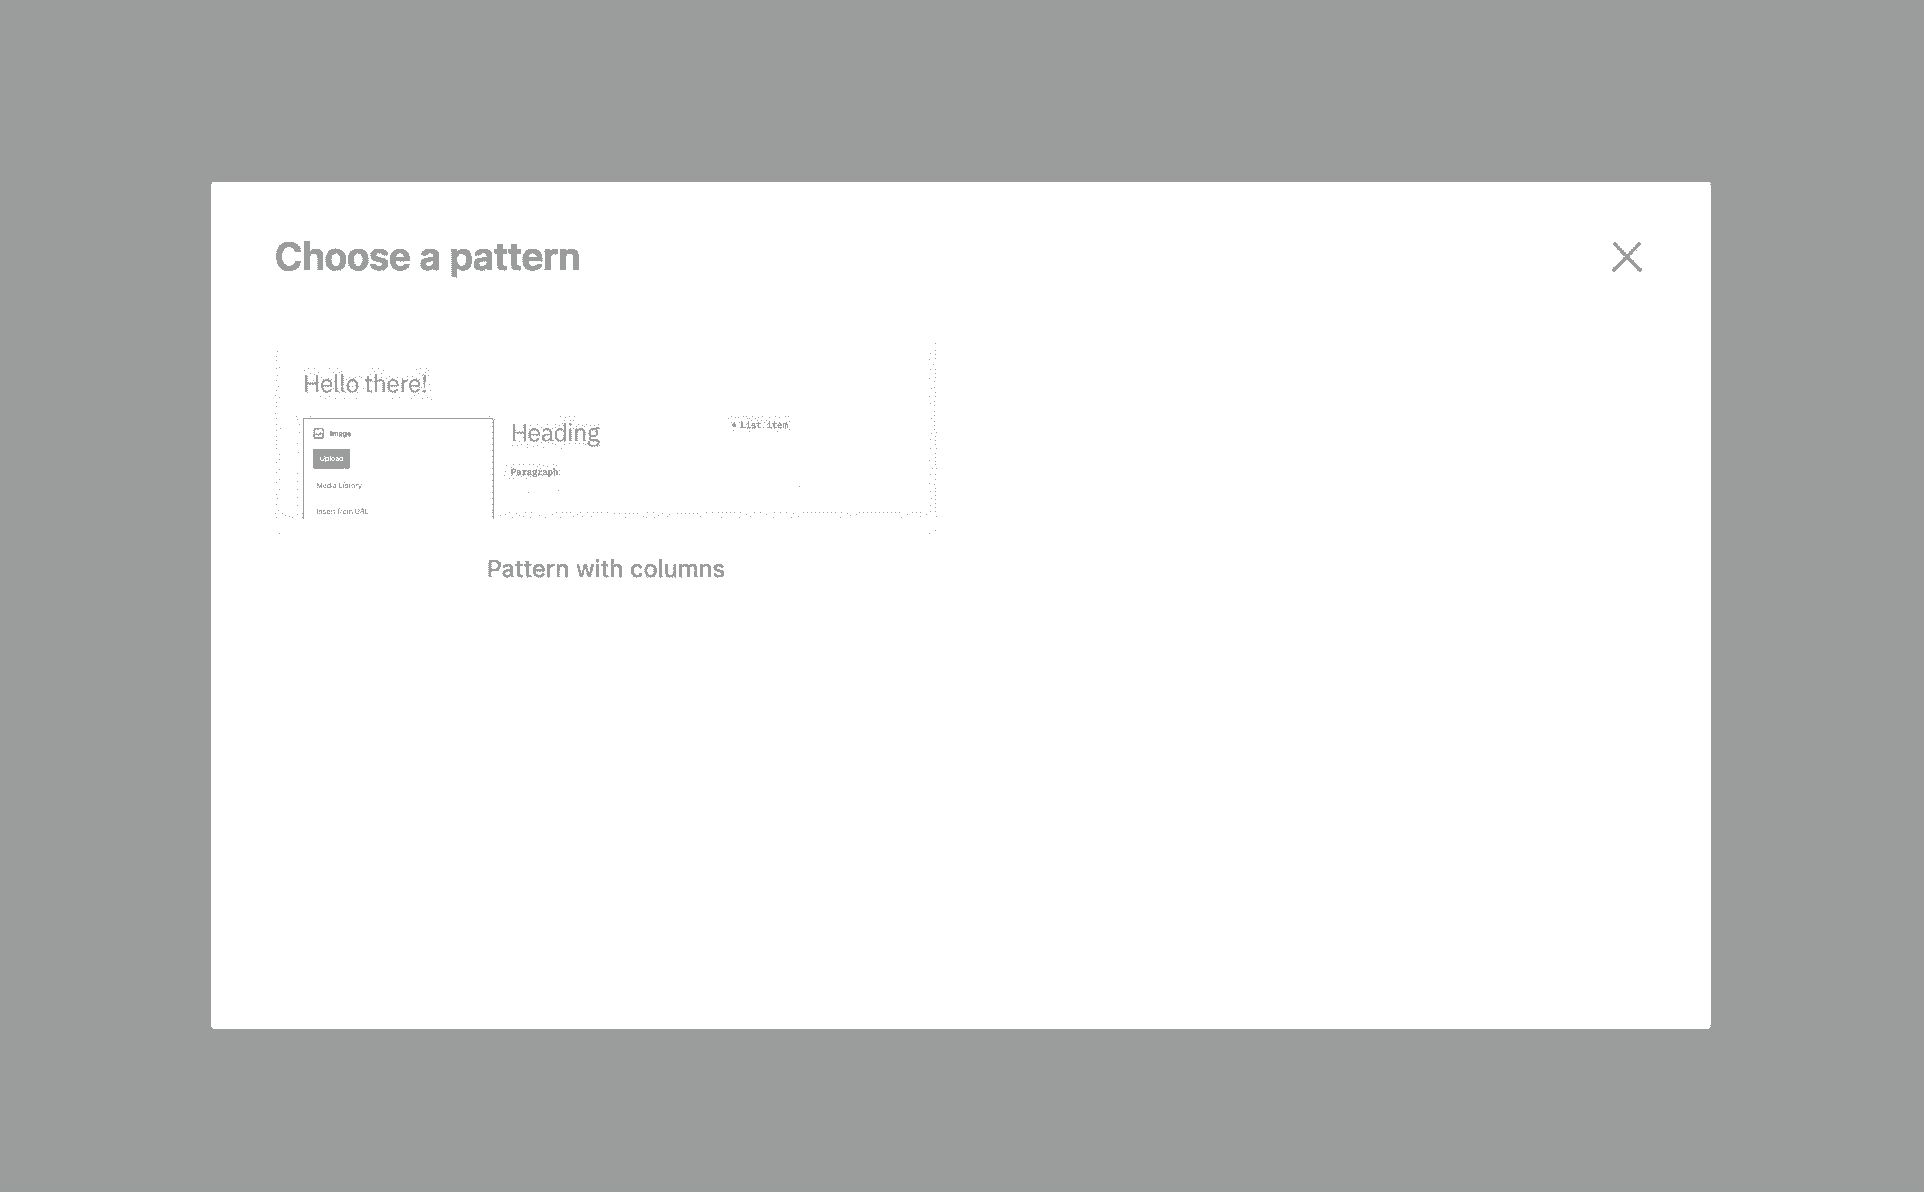 Choose a pattern
Hello there!
Image
Upload
Media Library
Insert from URL
Heading
Paragraph
List item
Pattern with columns